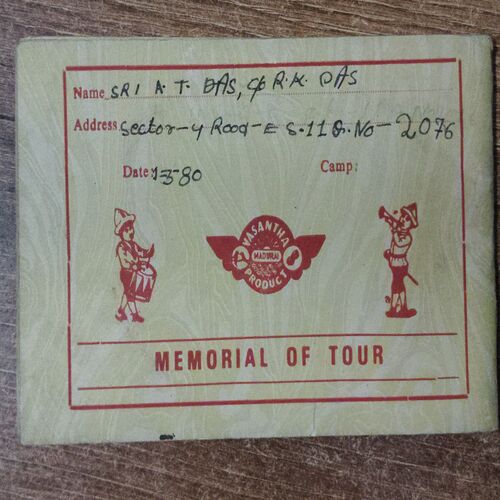 Name SRI A. T. DAS, C/o R.K. DAS
Address Sector-4 Road-E S.11 Q.No-2076
Date: 1-3-80 Camp:
VASANTHA
MADURAI
PRODUCT
MEMORIAL OF TOUR